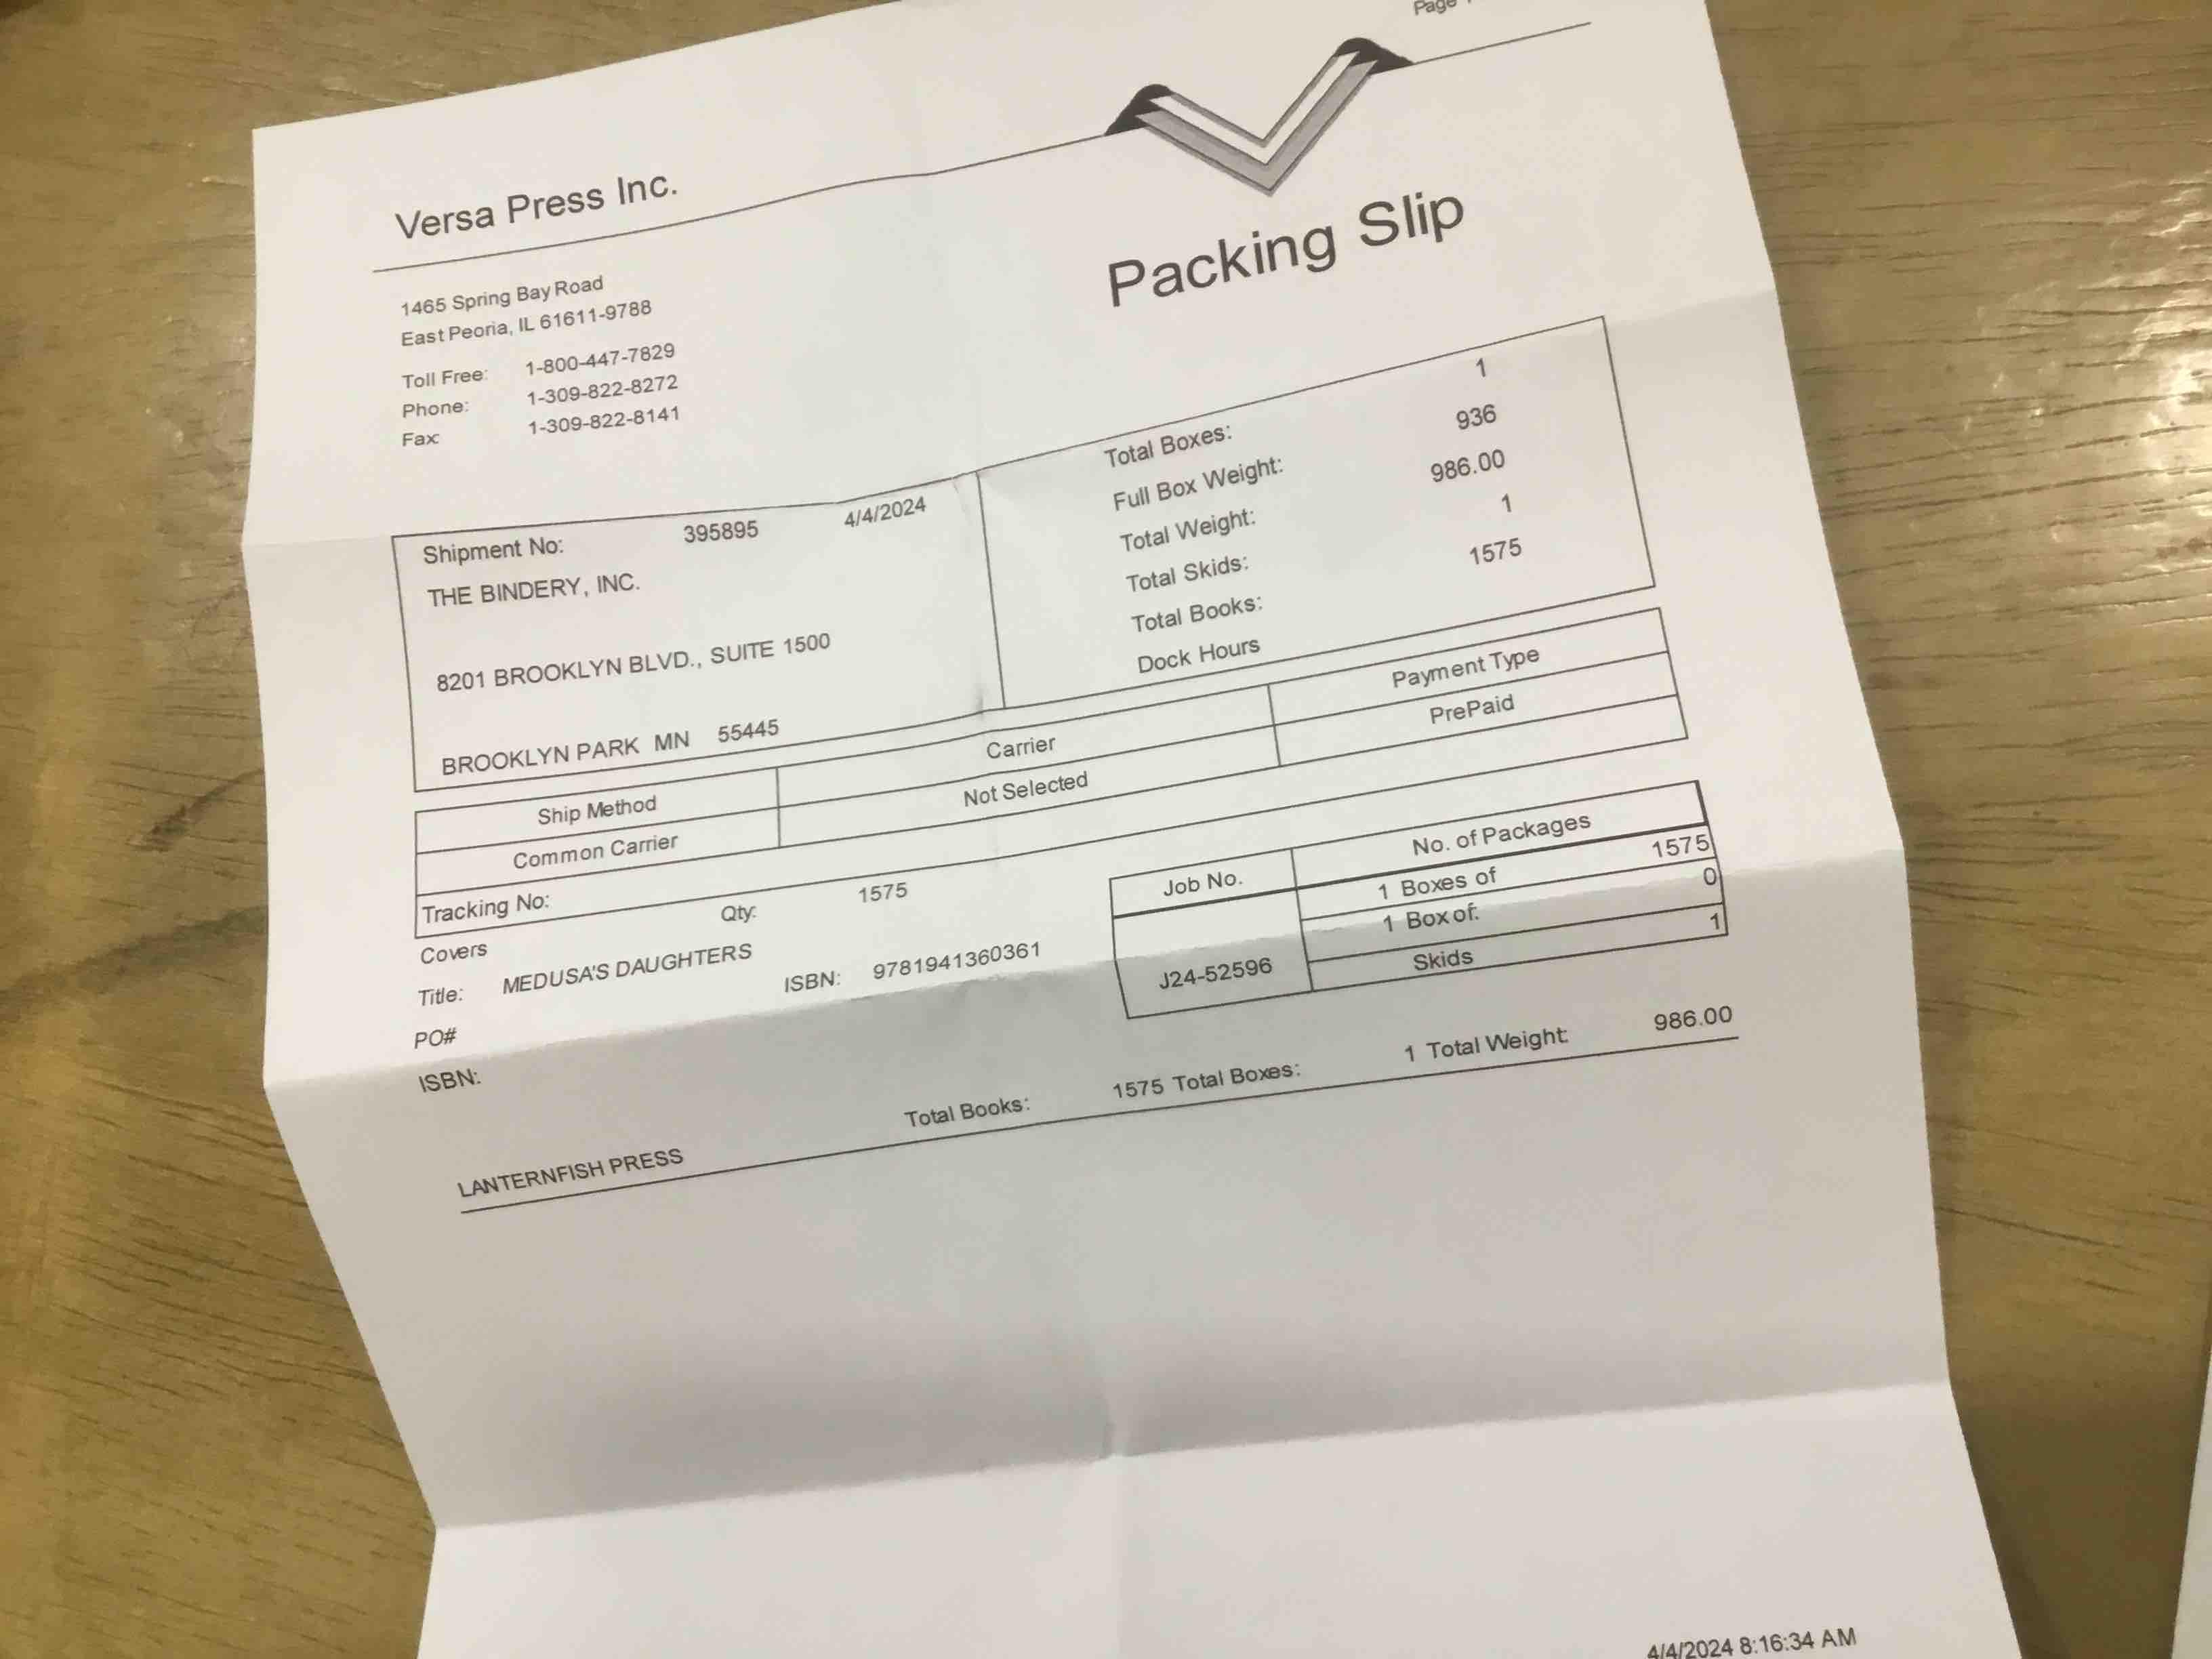 Page
Versa Press Inc.
Packing Slip
1465 Spring Bay Road
East Peoria, IL 61611-9788
Toll Free: 1-800-447-7829
Phone: 1-309-822-8272
Fax: 1-309-822-8141
Shipment No: 395895 4/4/2024
THE BINDERY, INC.
8201 BROOKLYN BLVD., SUITE 1500
BROOKLYN PARK MN 55445
Total Boxes: 1
Full Box Weight: 936
Total Weight: 986.00
Total Skids: 1
Total Books: 1575
Dock Hours
Ship Method Carrier Payment Type
Common Carrier Not Selected PrePaid
Tracking No:
Covers Qty: 1575
Title: MEDUSA'S DAUGHTERS ISBN: 9781941360361
PO#
ISBN:
Job No. No. of Packages
J24-52596
1 Boxes of 1575
1 Box of: 0
Skids 1
Total Books: 1575 Total Boxes: 1 Total Weight: 986.00
LANTERNFISH PRESS
4/4/2024 8:16:34 AM